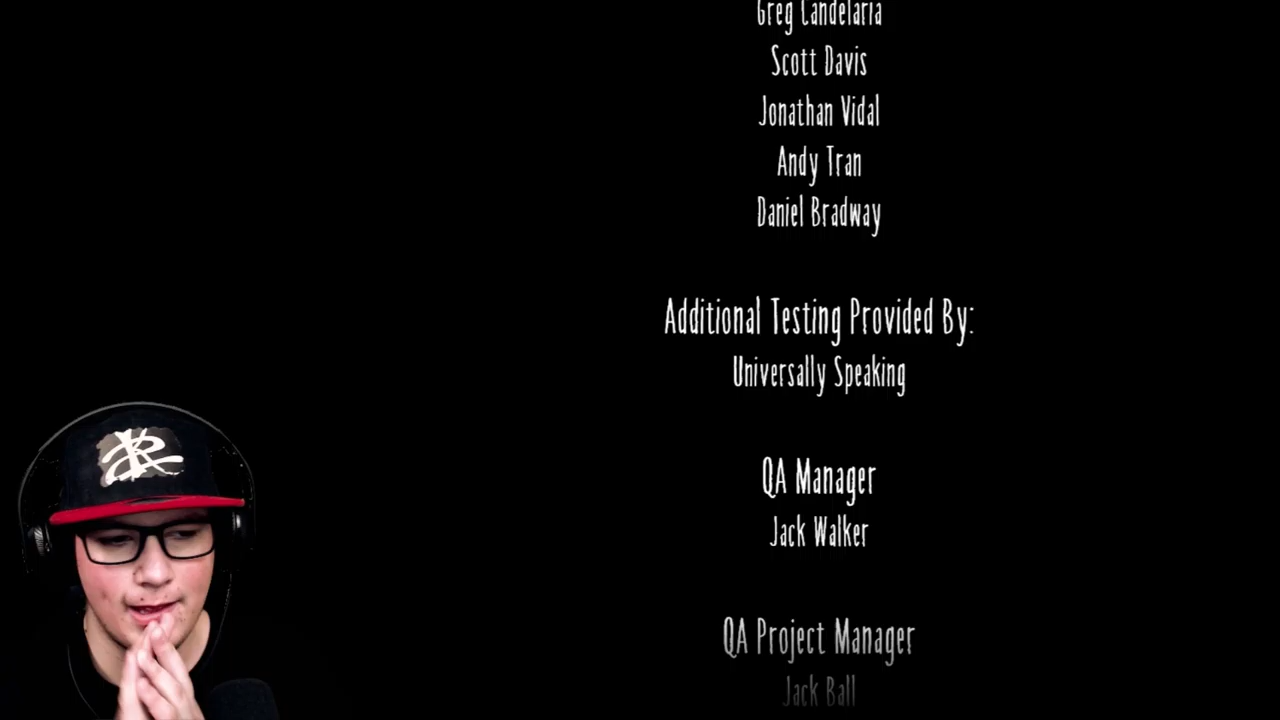 Greg Candelaria
Scott Davis
Jonathan Vidal
Andy Tran
Daniel Bradway
Additional Testing Provided By:
Universally Speaking
QA Manager
Jack Walker
QA Project Manager
Jack Ball